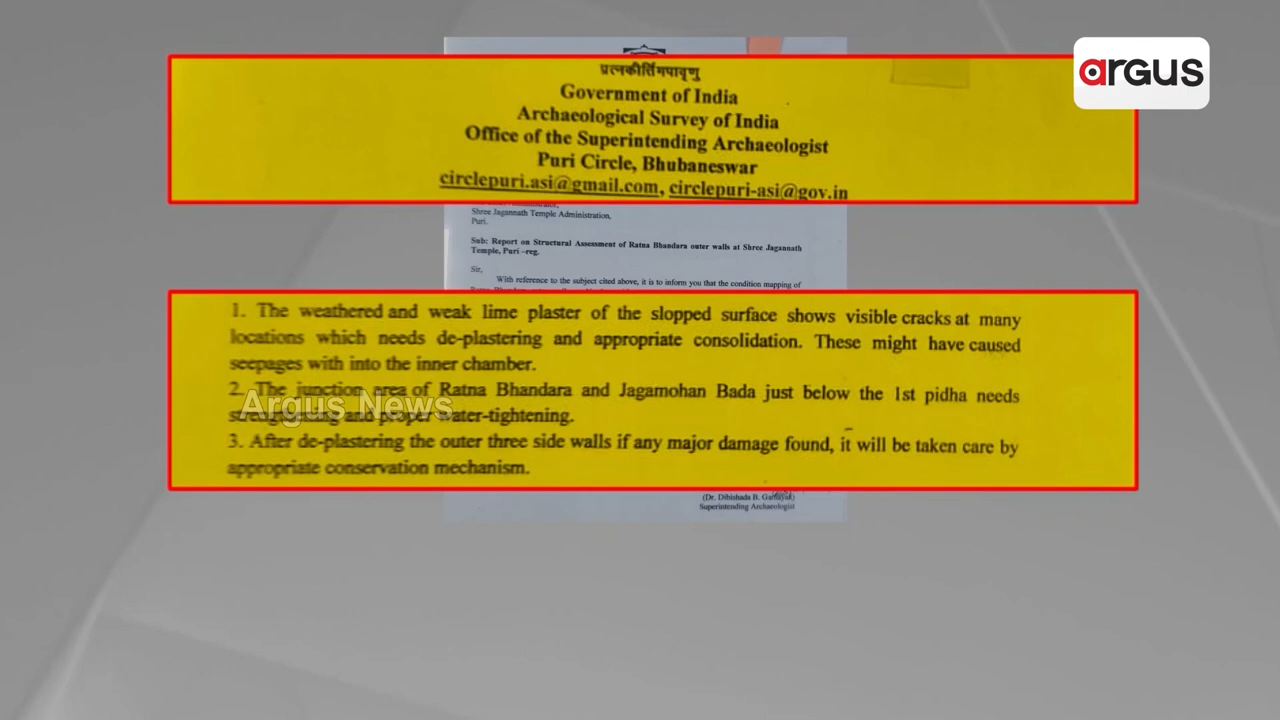 argus
प्रत्नकीर्तिमपावृणु
Government of India
Archaeological Survey of India
Office of the Superintending Archaeologist
Puri Circle, Bhubaneswar
circlepuri.asi@gmail.com, circlepuri-asi@gov.in
Shree Jagannath Temple Administration,
Puri.
Sub: Report on Structural Assessment of Ratna Bhandara outer walls at Shree Jagannath
Temple, Puri –reg.
Sir,
With reference to the subject cited above, it is to inform you that the condition mapping of
1. The weathered and weak lime plaster of the slopped surface shows visible cracks at many
locations which needs de-plastering and appropriate consolidation. These might have caused
seepages with into the inner chamber.
2. The junction area of Ratna Bhandara and Jagamohan Bada just below the 1st pidha needs
Argus News
strengthening and proper water-tightening.
3. After de-plastering the outer three side walls if any major damage found, it will be taken care by
appropriate conservation mechanism.
(Dr. Dibishada B.
Superintending Archaeologist